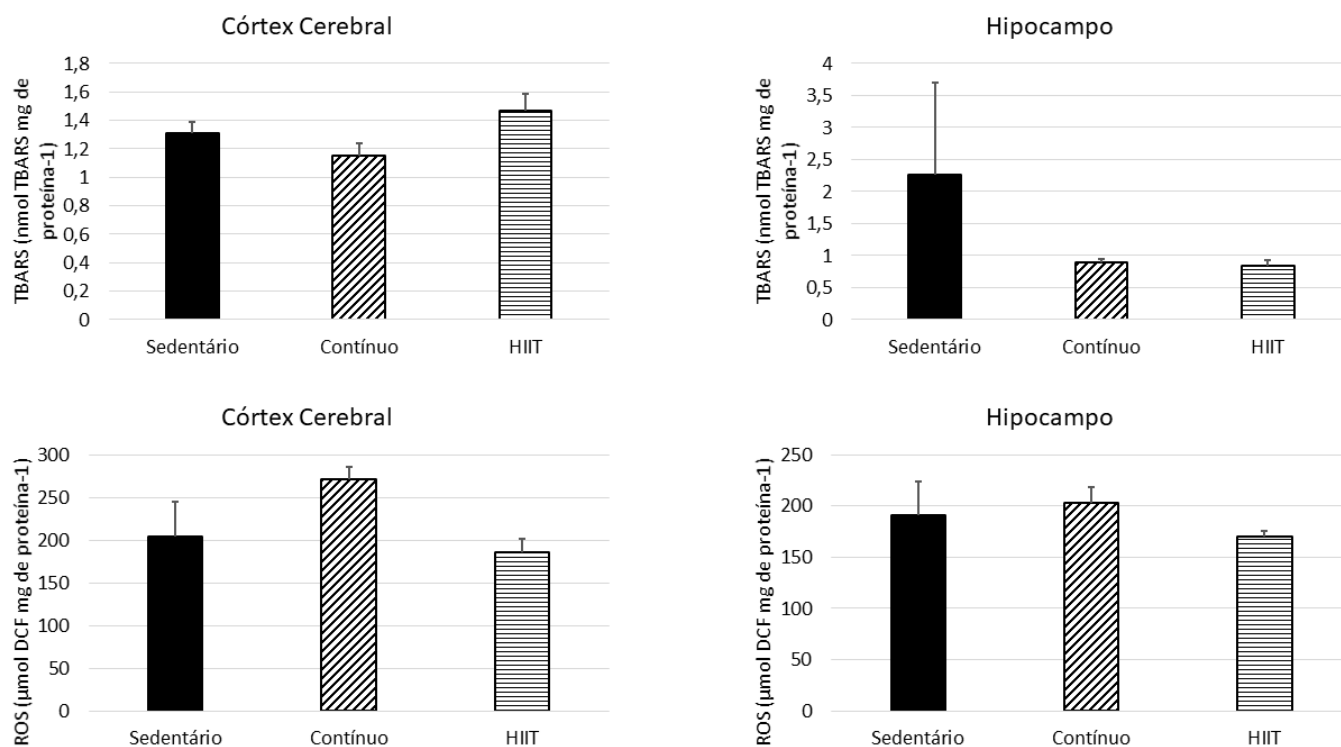 Córtex Cerebral
TBARS (nmol TBARS mg de
proteína-1)
1,8
1,6
1,4
1,2
1
0,8
0,6
0,4
0,2
0
Sedentário Contínuo HIIT
Hipocampo
TBARS (nmol TBARS mg de
proteína-1)
4
3,5
3
2,5
2
1,5
1
0,5
0
Sedentário Contínuo HIIT
Córtex Cerebral
ROS (µmol DCF mg de proteína-1)
300
250
200
150
100
50
0
Sedentário Contínuo HIIT
Hipocampo
ROS (µmol DCF mg de proteína-1)
250
200
150
100
50
0
Sedentário Contínuo HIIT